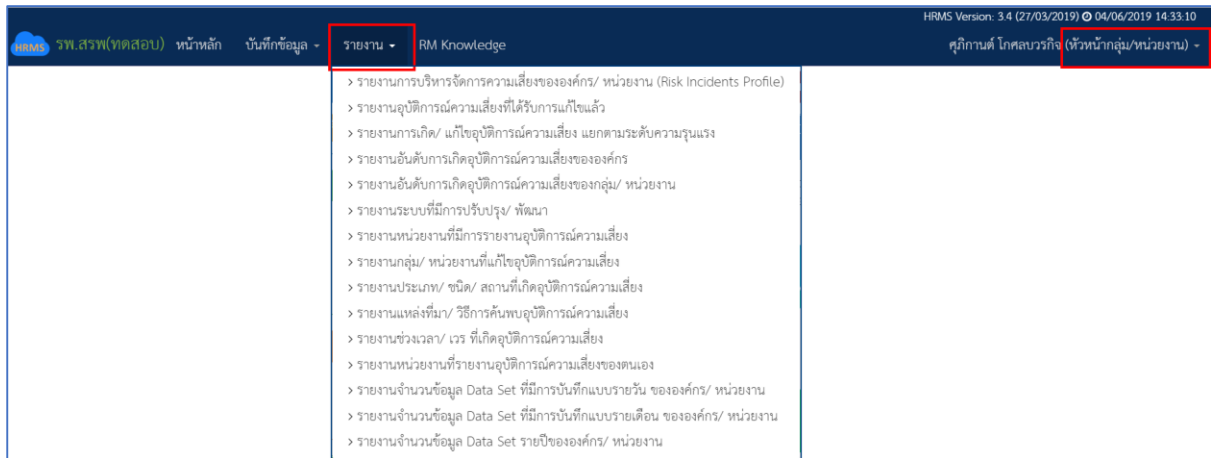 HRMS Version: 3.4 (27/03/2019) 04/06/2019 14:33:10
HRMS รพ.สรพ(ทดสอบ) หน้าหลัก บันทึกข้อมูล รายงาน RM Knowledge ศุภิกานต์ โกศลบวรกิจ (หัวหน้ากลุ่ม/หน่วยงาน)
> รายงานการบริหารจัดการความเสี่ยงขององค์กร/ หน่วยงาน (Risk Incidents Profile)
> รายงานอุบัติการณ์ความเสี่ยงที่ได้รับการแก้ไขแล้ว
> รายงานการเกิด/ แก้ไขอุบัติการณ์ความเสี่ยง แยกตามระดับความรุนแรง
> รายงานอันดับการเกิดอุบัติการณ์ความเสี่ยงขององค์กร
> รายงานอันดับการเกิดอุบัติการณ์ความเสี่ยงของกลุ่ม/ หน่วยงาน
> รายงานระบบที่มีการปรับปรุง/ พัฒนา
> รายงานหน่วยงานที่มีการรายงานอุบัติการณ์ความเสี่ยง
> รายงานกลุ่ม/ หน่วยงานที่แก้ไขอุบัติการณ์ความเสี่ยง
> รายงานประเภท/ ชนิด/ สถานที่เกิดอุบัติการณ์ความเสี่ยง
> รายงานแหล่งที่มา/ วิธีการค้นพบอุบัติการณ์ความเสี่ยง
> รายงานช่วงเวลา/ เวร ที่เกิดอุบัติการณ์ความเสี่ยง
> รายงานหน่วยงานที่รายงานอุบัติการณ์ความเสี่ยงของตนเอง
> รายงานจำนวนข้อมูล Data Set ที่มีการบันทึกแบบรายวัน ขององค์กร/ หน่วยงาน
> รายงานจำนวนข้อมูล Data Set ที่มีการบันทึกแบบรายเดือน ขององค์กร/ หน่วยงาน
> รายงานจำนวนข้อมูล Data Set รายปีขององค์กร/ หน่วยงาน